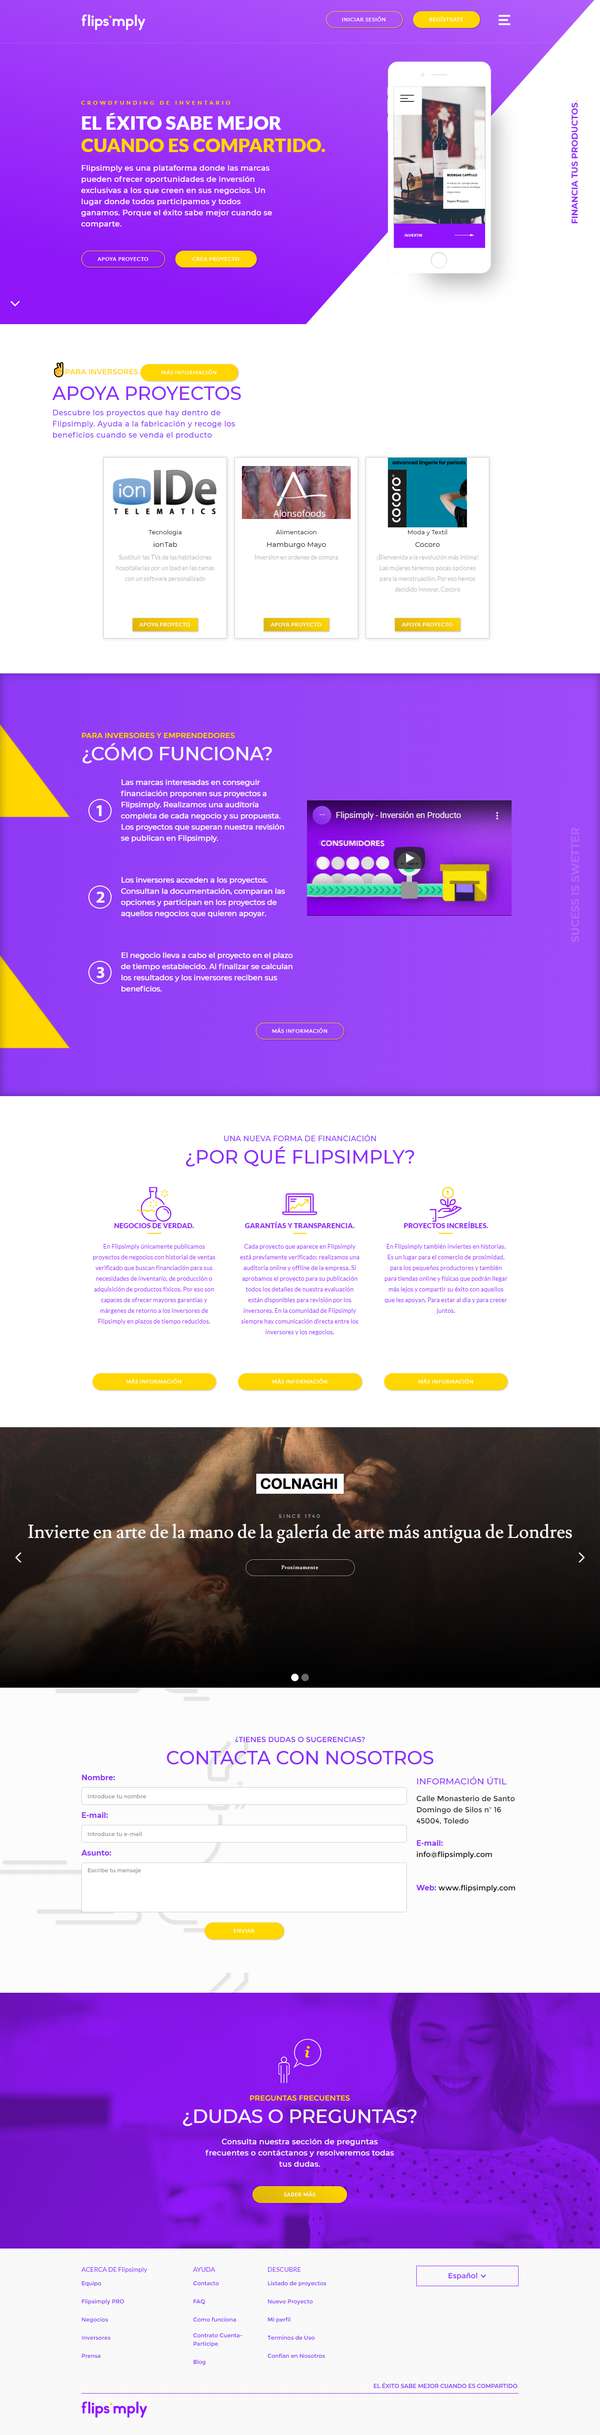 flipsimply
INICIAR SESIÓN
REGÍSTRATE
CROWDFUNDING DE INVENTARIO
EL ÉXITO SABE MEJOR
CUANDO ES COMPARTIDO.
Flipsimply es una plataforma donde las marcas
pueden ofrecer oportunidades de inversión
exclusivas a los que creen en sus negocios. Un
lugar donde todos participamos y todos
ganamos. Porque el éxito sabe mejor cuando se
comparte.
APOYA PROYECTO
CREA PROYECTO
INVERTIR
FINANCIA TUS PRODUCTOS
PARA INVERSORES
MÁS INFORMACIÓN
APOYA PROYECTOS
Descubre los proyectos que hay dentro de
Flipsimply. Ayuda a la fabricación y recoge los
beneficios cuando se venda el producto
ion IDe
TELEMATICS
Tecnología
ionTab
Sustituir las TVs de las habitaciones
hospitalarias por un Ipad en las camas
con un software personalizado
APOYA PROYECTO
Alonsofoods
Alimentacion
Hamburgo Mayo
Inversion en ordenes de compra
APOYA PROYECTO
advanced lingerie for periods
cocoro
Moda y Textil
Cocoro
¡Bienvenido a la revolución más íntima!
Las mujeres tenemos pocas opciones
para la menstruación. Por eso hemos
decidido innovar. Cocoro
APOYA PROYECTO
PARA INVERSORES Y EMPRENDEDORES
¿CÓMO FUNCIONA?
1
Las marcas interesadas en conseguir
financiación proponen sus proyectos a
Flipsimply. Realizamos una auditoría
completa de cada negocio y su propuesta.
Los proyectos que superan nuestra revisión
se publican en Flipsimply.
2
Los inversores acceden a los proyectos.
Consultan la documentación, comparan las
opciones y participan en los proyectos de
aquellos negocios que quieren apoyar.
3
El negocio lleva a cabo el proyecto en el plazo
de tiempo establecido. Al finalizar se calculan
los resultados y los inversores reciben sus
beneficios.
Flipsimply - Inversión en Producto
CONSUMIDORES
SUCESS IS SWETTER
MÁS INFORMACIÓN
UNA NUEVA FORMA DE FINANCIACIÓN
¿POR QUÉ FLIPSIMPLY?
NEGOCIOS DE VERDAD.
En Flipsimply únicamente publicamos
proyectos de negocios con historial de ventas
verificado que buscan financiación para sus
necesidades de inventario, de producción o
adquisición de productos físicos. Por eso son
capaces de ofrecer mayores garantías y
márgenes de retorno a los inversores de
Flipsimply en plazos de tiempo reducidos.
MÁS INFORMACIÓN
GARANTÍAS Y TRANSPARENCIA.
Cada proyecto que aparece en Flipsimply
está previamente verificado: realizamos una
auditoría online y offline de la empresa. Si
aprobamos el proyecto para su publicación
todos los detalles de nuestra evaluación
están disponibles para revisión por los
inversores. En la comunidad de Flipsimply
siempre hay comunicación directa entre los
inversores y los negocios.
MÁS INFORMACIÓN
PROYECTOS INCREÍBLES.
En Flipsimply también inviertes en historias.
Es un lugar para el comercio de proximidad,
para los pequeños productores y también
para tiendas online y físicas que podrán llegar
más lejos y compartir su éxito con aquellos
que les apoyan. Para estar al día y para crecer
juntos.
MÁS INFORMACIÓN
COLNAGHI
SINCE 1760
Invierte en arte de la mano de la galería de arte más antigua de Londres
Proximamente
¿TIENES DUDAS O SUGERENCIAS?
CONTACTA CON NOSOTROS
Nombre:
Introduce tu nombre
E-mail:
Introduce tu e-mail
Asunto:
Escribe tu mensaje
ENVIAR
INFORMACIÓN ÚTIL
Calle Monasterio de Santo
Domingo de Silos nº 16
45004, Toledo
E-mail:
info@flipsimply.com
Web: www.flipsimply.com
i
PREGUNTAS FRECUENTES
¿DUDAS O PREGUNTAS?
Consulta nuestra sección de preguntas
frecuentes o contáctanos y resolveremos todas
tus dudas.
SABER MÁS
ACERCA DE Flipsimply
Equipo
Flipsimply PRO
Negocios
Inversores
Prensa
AYUDA
Contacto
FAQ
Cómo funciona
Contrato Cuenta-
Partícipe
Blog
DESCUBRE
Listado de proyectos
Nuevo Proyecto
Mi perfil
Terminos de Uso
Confían en Nosotros
Español
EL ÉXITO SABE MEJOR CUANDO ES COMPARTIDO
flipsimply